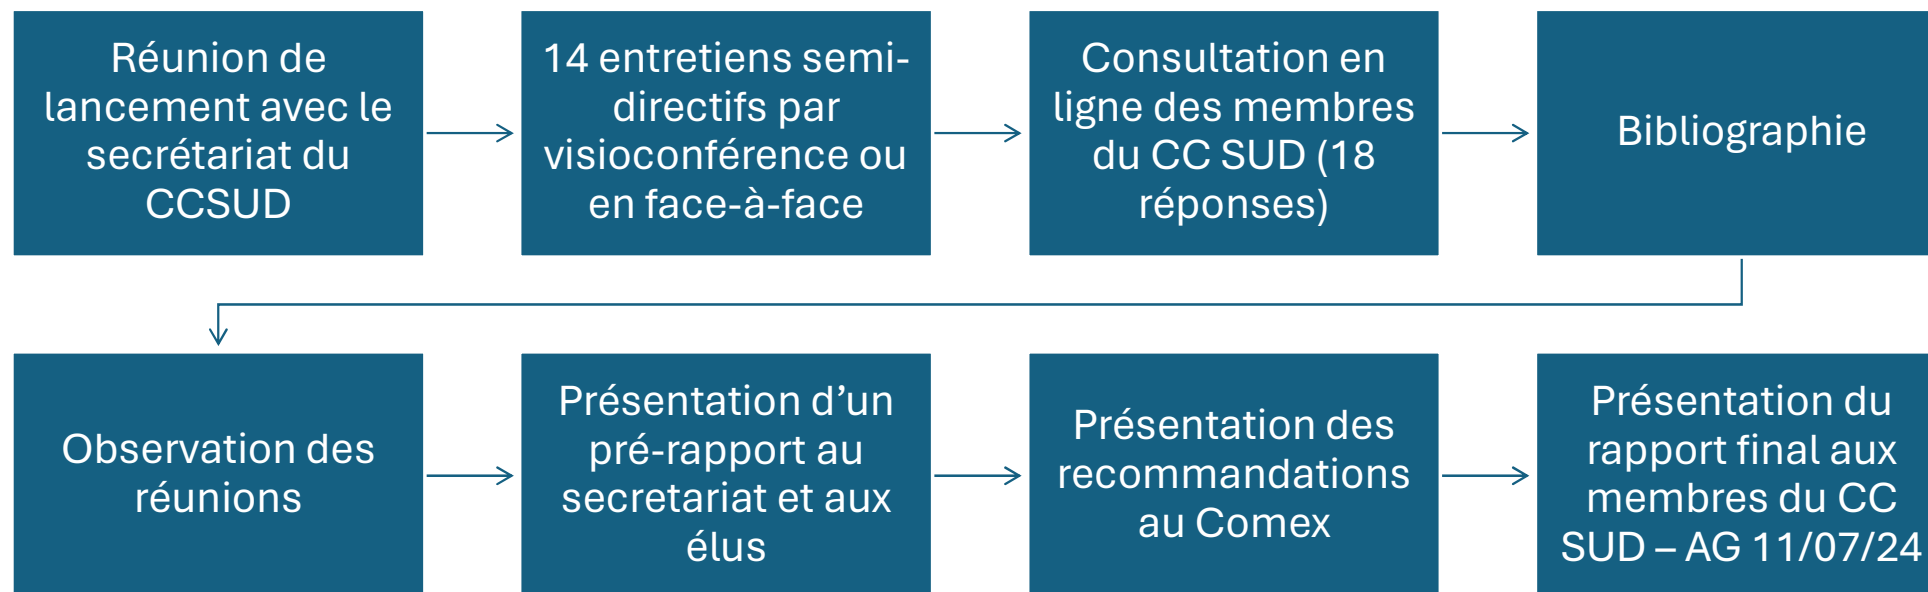 Réunion de
lancement avec le
secrétariat du
CCSUD
14 entretiens semi-
directifs par
visioconférence ou
en face-à-face
Consultation en
ligne des membres
du CC SUD (18
réponses)
Bibliographie
Observation des
réunions
Présentation d’un
pré-rapport au
secretariat et aux
élus
Présentation des
recommandations
au Comex
Présentation du
rapport final aux
membres du CC
SUD – AG 11/07/24